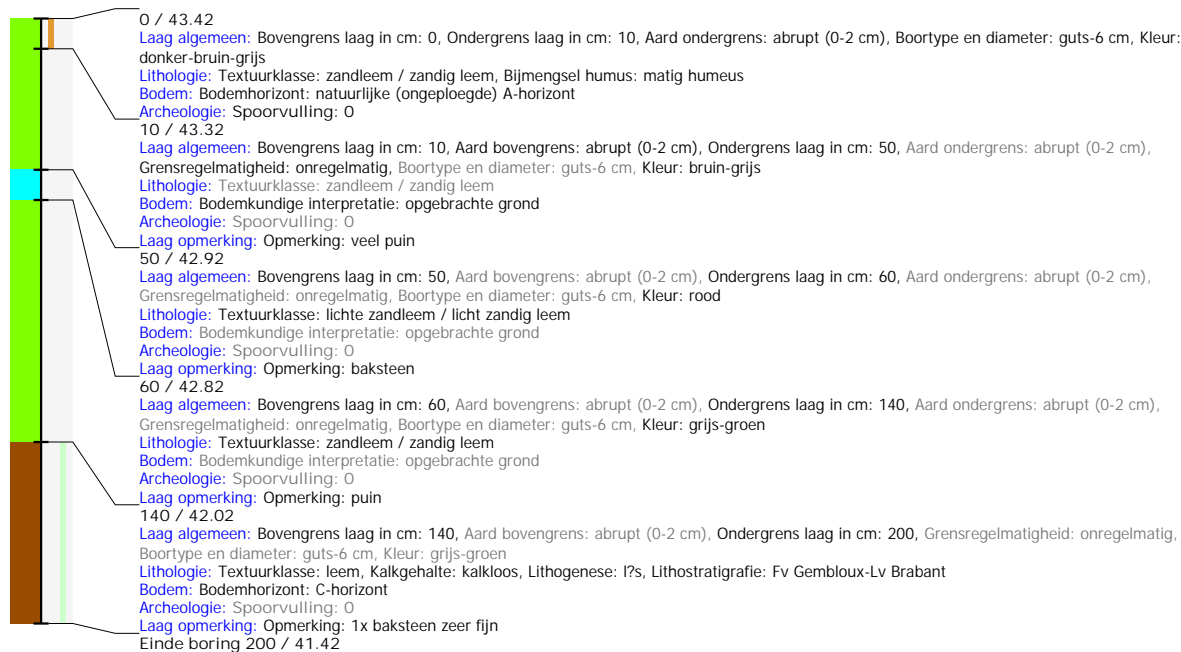 0 / 43.42
Laag algemeen: Bovengrens laag in cm: 0, Ondergrens laag in cm: 10, Aard ondergrens: abrupt (0-2 cm), Boortype en diameter: guts-6 cm, Kleur:
donker-bruin-grijs
Lithologie: Textuurklasse: zandleem / zandig leem, Bijmengsel humus: matig humeus
Bodem: Bodemhorizont: natuurlijke (ongeploegde) A-horizont
Archeologie: Spoorvulling: 0
10 / 43.32
Laag algemeen: Bovengrens laag in cm: 10, Aard bovengrens: abrupt (0-2 cm), Ondergrens laag in cm: 50, Aard ondergrens: abrupt (0-2 cm),
Grensregelmatigheid: onregelmatig, Boortype en diameter: guts-6 cm, Kleur: bruin-grijs
Lithologie: Textuurklasse: zandleem / zandig leem
Bodem: Bodemkundige interpretatie: opgebrachte grond
Archeologie: Spoorvulling: 0
Laag opmerking: Opmerking: veel puin
50 / 42.92
Laag algemeen: Bovengrens laag in cm: 50, Aard bovengrens: abrupt (0-2 cm), Ondergrens laag in cm: 60, Aard ondergrens: abrupt (0-2 cm),
Grensregelmatigheid: onregelmatig, Boortype en diameter: guts-6 cm, Kleur: rood
Lithologie: Textuurklasse: lichte zandleem / licht zandig leem
Bodem: Bodemkundige interpretatie: opgebrachte grond
Archeologie: Spoorvulling: 0
Laag opmerking: Opmerking: baksteen
60 / 42.82
Laag algemeen: Bovengrens laag in cm: 60, Aard bovengrens: abrupt (0-2 cm), Ondergrens laag in cm: 140, Aard ondergrens: abrupt (0-2 cm),
Grensregelmatigheid: onregelmatig, Boortype en diameter: guts-6 cm, Kleur: grijs-groen
Lithologie: Textuurklasse: zandleem / zandig leem
Bodem: Bodemkundige interpretatie: opgebrachte grond
Archeologie: Spoorvulling: 0
Laag opmerking: Opmerking: puin
140 / 42.02
Laag algemeen: Bovengrens laag in cm: 140, Aard bovengrens: abrupt (0-2 cm), Ondergrens laag in cm: 200, Grensregelmatigheid: onregelmatig,
Boortype en diameter: guts-6 cm, Kleur: grijs-groen
Lithologie: Textuurklasse: leem, Kalkgehalte: kalkloos, Lithogenese: l?s, Lithostratigrafie: Fv Gembloux-Lv Brabant
Bodem: Bodemhorizont: C-horizont
Archeologie: Spoorvulling: 0
Laag opmerking: Opmerking: 1x baksteen zeer fijn
Einde boring 200 / 41.42